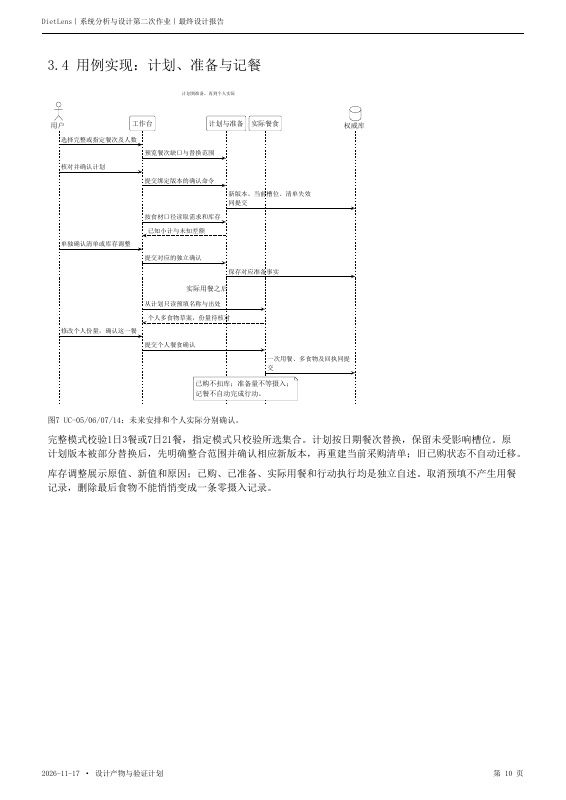 DietLens | 系统分析与设计第二次作业 | 最终设计报告
3.4 用例实现：计划、准备与记餐
计划到准备，再到个人实际
用户
工作台
计划与准备
实际餐食
权威库
选择完整或指定餐次及人数
预览餐次缺口与替换范围
核对并确认计划
提交绑定版本的确认命令
新版本、当前槽位、清单失效
同提交
按食材口径读取需求和库存
已知小计与未知差额
单独确认清单或库存调整
提交对应的独立确认
保存对应准备事实
实际用餐之后
从计划只读预填名称与出处
个人多食物草案，份量待核对
修改个人份量，确认这一餐
提交个人餐食确认
一次用餐、多食物及回执同提
交
已购不扣库；准备量不等摄入；
记餐不自动完成行动。
图7 UC-05/06/07/14：未来安排和个人实际分别确认。
完整模式校验1日3餐或7日21餐，指定模式只校验所选集合。计划按日期餐次替换，保留未受影响槽位。原
计划版本被部分替换后，先明确整合范围并确认相应新版本，再重建当前采购清单；旧已购状态不自动迁移。
库存调整展示原值、新值和原因；已购、已准备、实际用餐和行动执行均是独立自述。取消预填不产生用餐
记录，删除最后食物不能悄悄变成一条零摄入记录。
2026-11-17 • 设计产物与验证计划
第 10 页